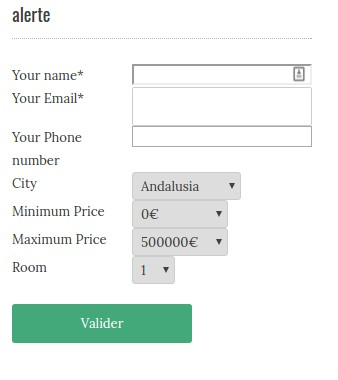 alerte
Your name*
Your Email*
Your Phone
number
City Andalusia
Minimum Price 0€
Maximum Price 500000€
Room 1
Valider